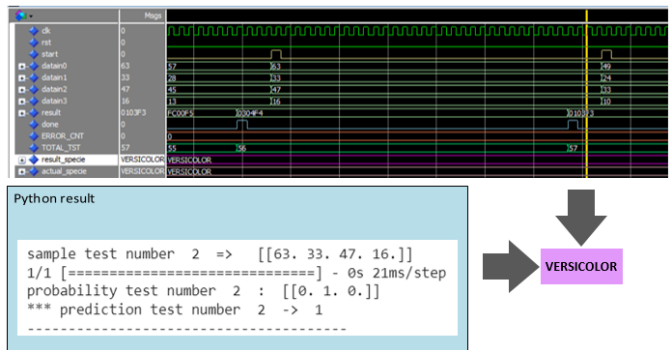 Msgs
clk 0
rst 0
start 0
datain0 63 57 63 49
datain1 33 28 33 24
datain2 47 45 47 33
datain3 16 13 16 10
result 0103F3 FC00F5 0304F4 0103F3
done 0
ERROR_CNT 0 0
TOTAL_TST 57 55 56 57
result_specie VERSICOLOR VERSICOLOR
actual_specie VERSICOLOR VERSICOLOR
Python result
sample test number 2 => [[63. 33. 47. 16.]]
1/1 [==============================] - 0s 21ms/step
probability test number 2 : [[0. 1. 0.]]
*** prediction test number 2 -> 1
---------------------------------------
VERSICOLOR